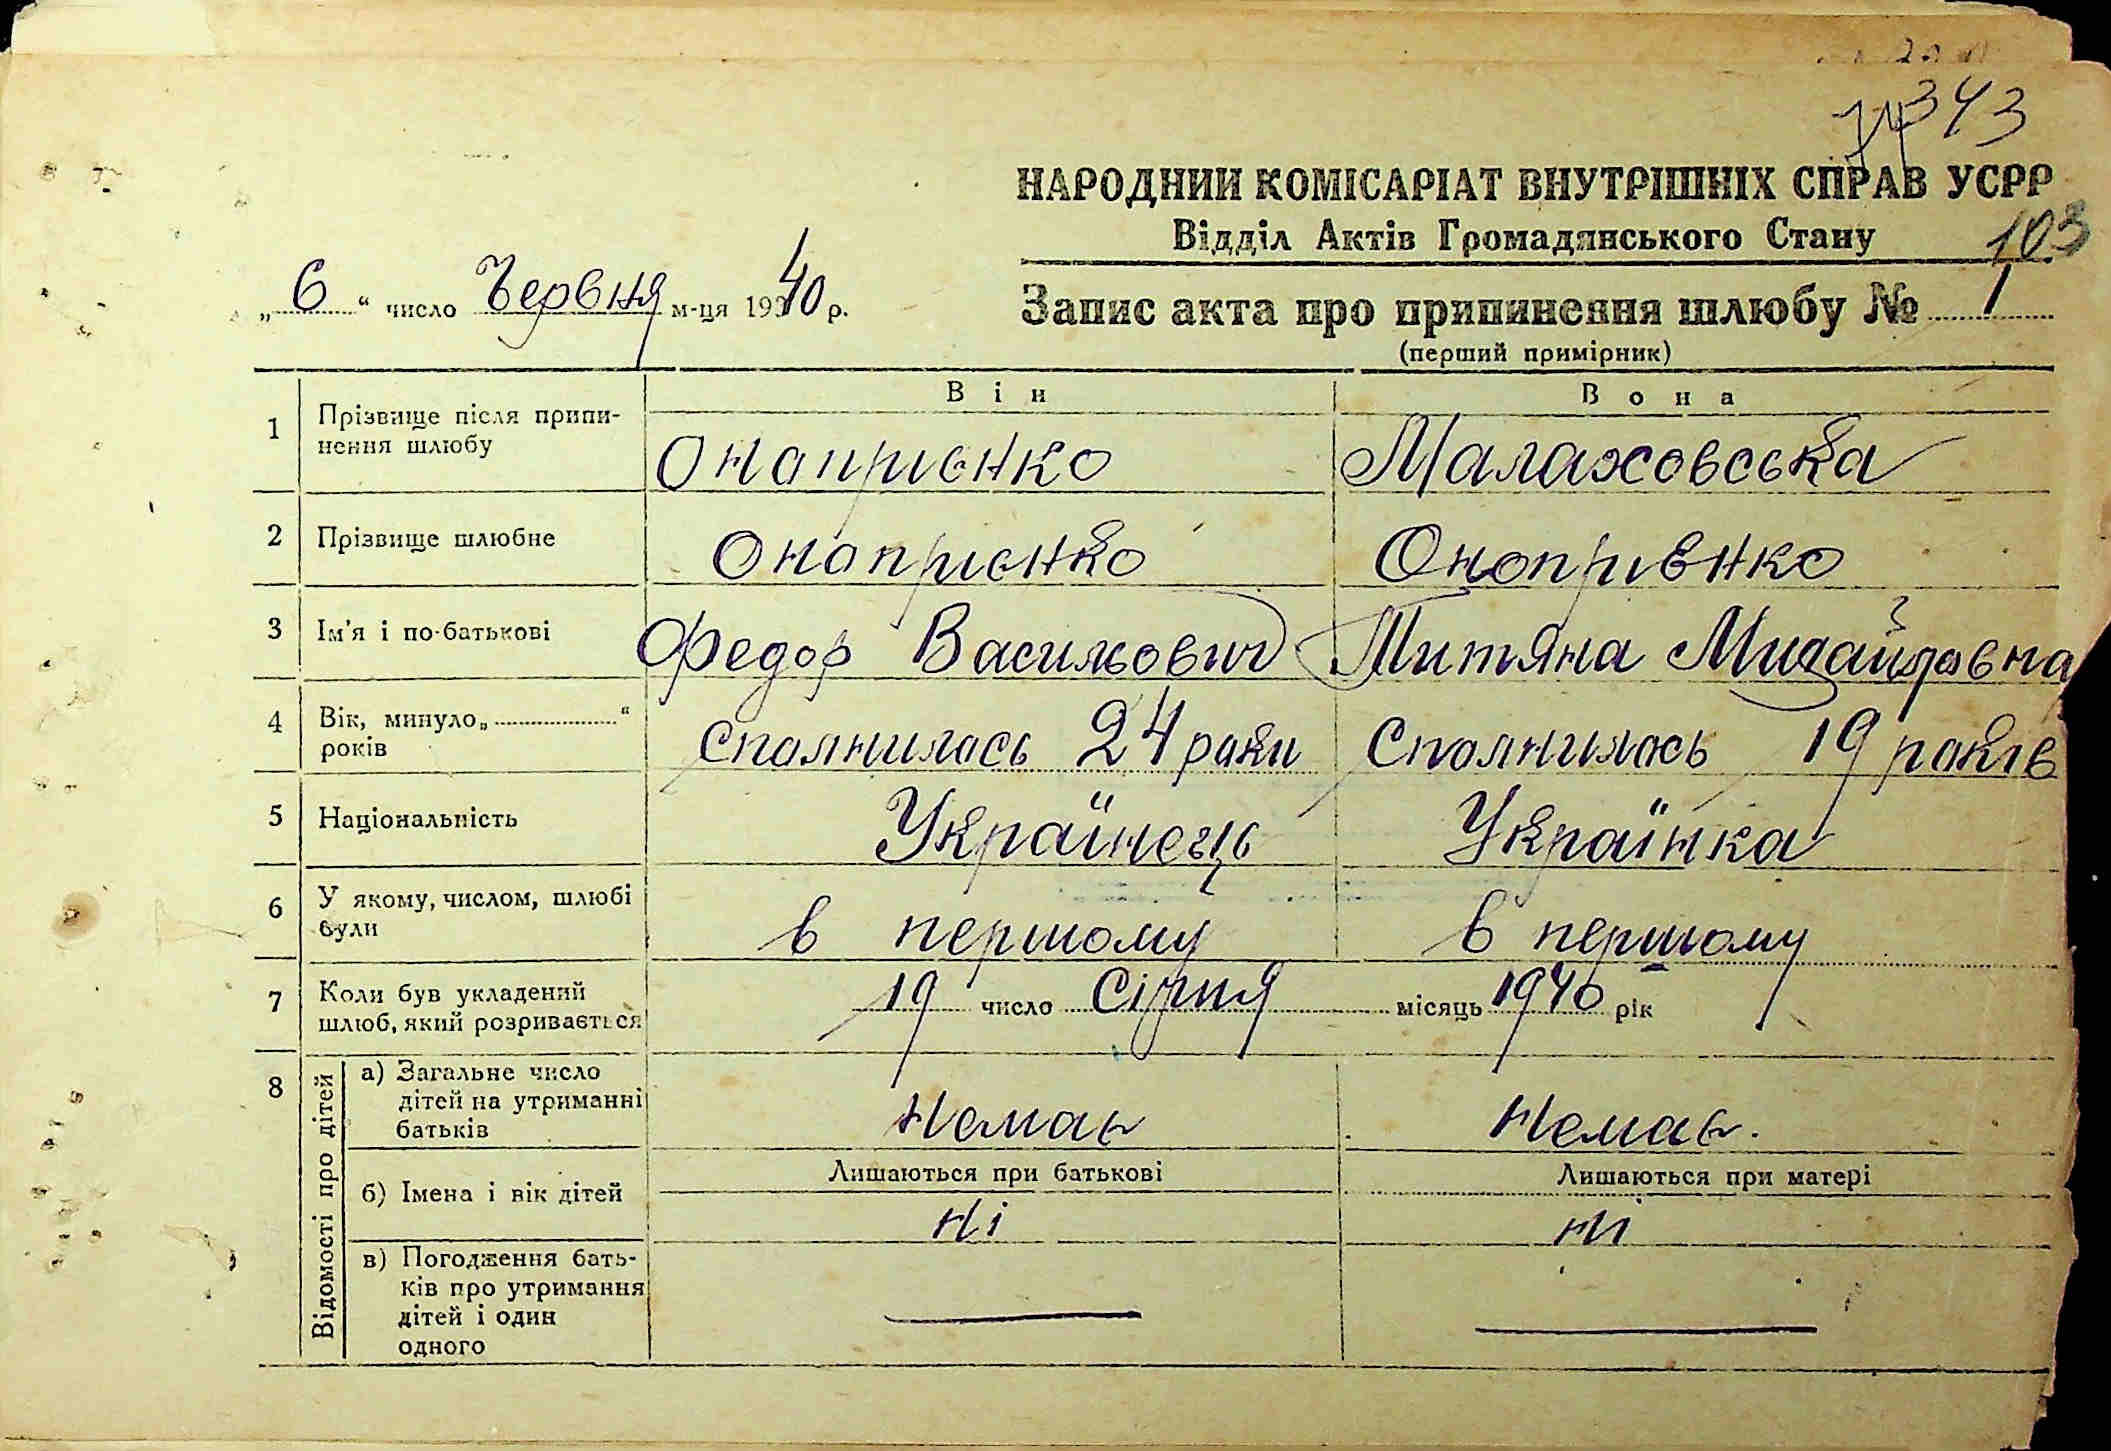 343
НАРОДНИЙ КОМІСАРІАТ ВНУТРІШНІХ СПРАВ УСРР
Відділ Актів Громадянського Стану
103
„6“ число Червня м-ця 1940 р.
Запис акта про припинення шлюбу № 1
(перший примірник)
Він Вона
1 Прізвище після припинення шлюбу Онаприєнко Малаховська
2 Прізвище шлюбне Онаприєнко Оноприєнко
3 Ім'я і по-батькові Федор Васильович Титяна Михайловна
4 Вік, минуло „ “ років Сполнилось 24 роки Сполнилось 19 років
5 Національність Українець Українка
6 У якому, числом, шлюбі були в першому в першому
7 Коли був укладений шлюб, який розривається 19 число Сірпня місяць 1940 рік
8 Відомості про дітей
а) Загальне число дітей на утриманні батьків Немає Немає.
Лишаються при батькові Лишаються при матері
б) Імена і вік дітей Ні Ні
в) Погодження батьків про утримання дітей і один одного